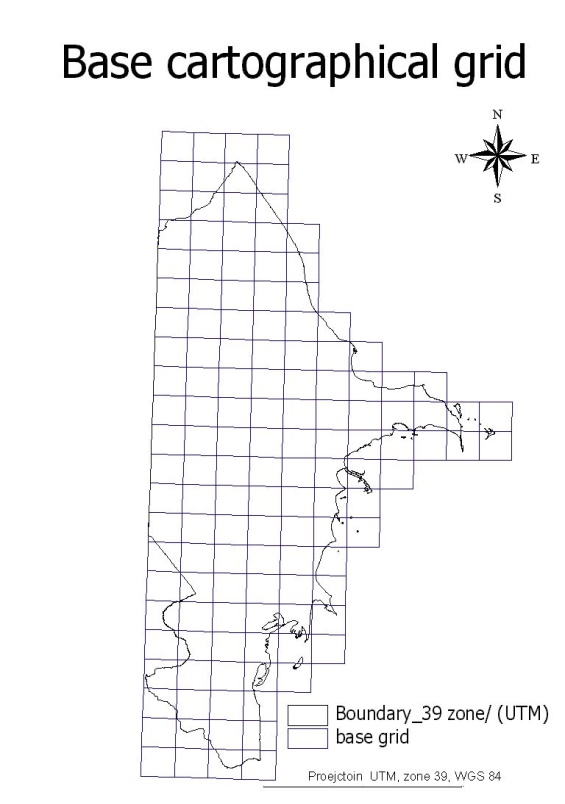 Base cartographical grid
N
W E
S
Boundary_39 zone/ (UTM)
base grid
Proejctoin UTM, zone 39, WGS 84